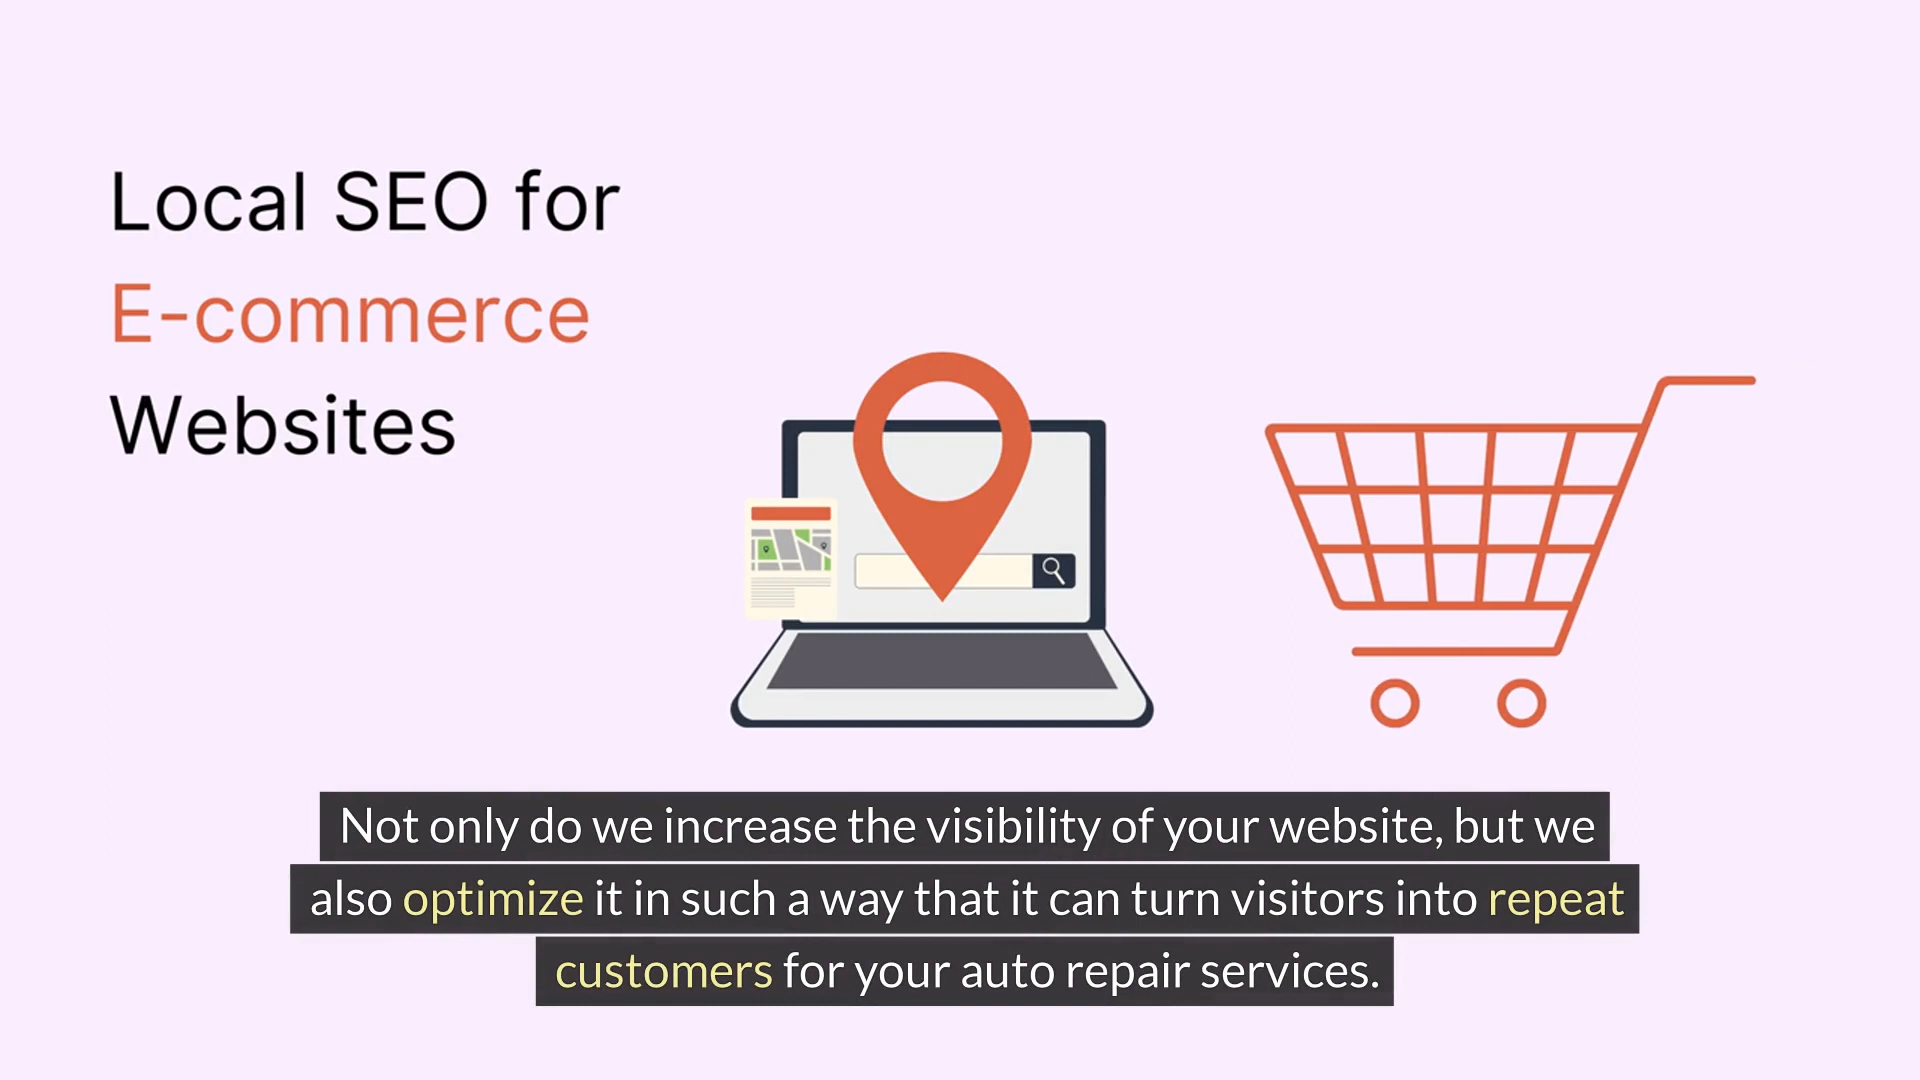 Local SEO for
E-commerce
Websites
Not only do we increase the visibility of your website, but we
also optimize it in such a way that it can turn visitors into repeat
customers for your auto repair services.